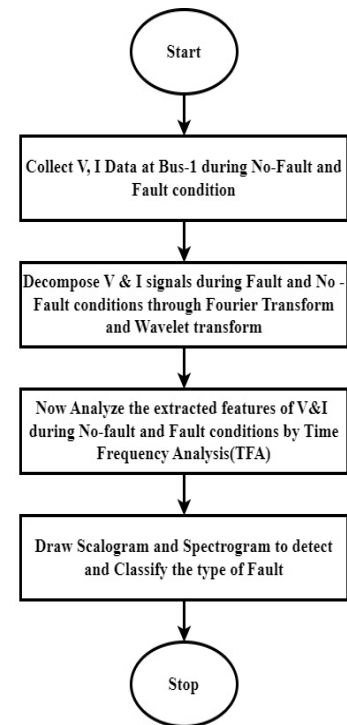 Start
Collect V, I Data at Bus-1 during No-Fault and
Fault condition
Decompose V & I signals during Fault and No -
Fault conditions through Fourier Transform
and Wavelet transform
Now Analyze the extracted features of V&I
during No-fault and Fault conditions by Time
Frequency Analysis(TFA)
Draw Scalogram and Spectrogram to detect
and Classify the type of Fault
Stop